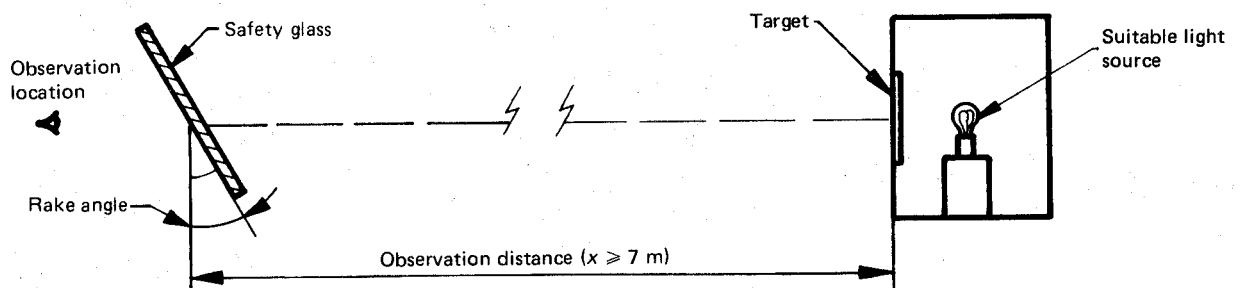 Safety glass
Observation
location
Target
Suitable light
source
Rake angle
Observation distance (x ⩾ 7 m)